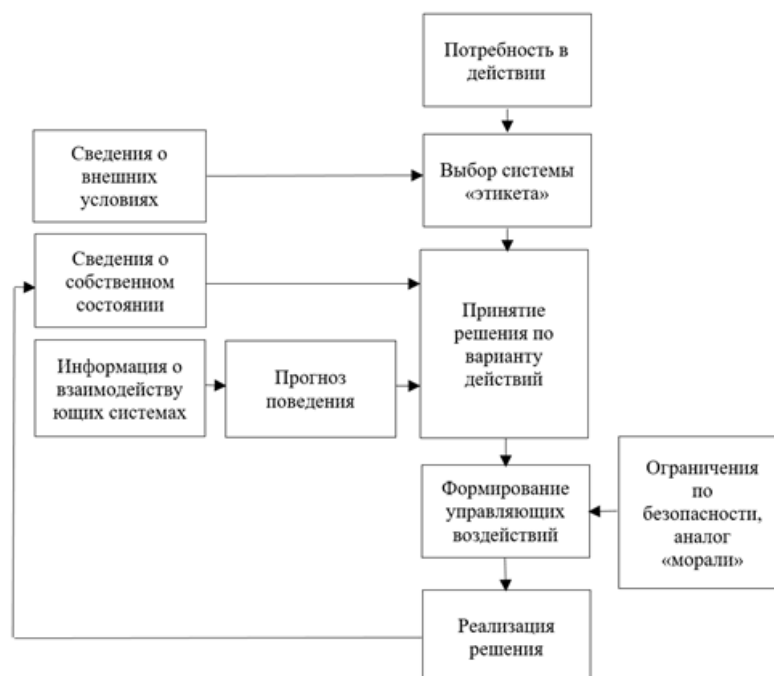 Потребность в
действии
Сведения о
внешних
условиях
Выбор системы
«этикета»
Сведения о
собственном
состоянии
Принятие
решения по
варианту
действий
Информация о
взаимодейству
ющих системах
Прогноз
поведения
Формирование
управляющих
воздействий
Ограничения
по
безопасности,
аналог
«морали»
Реализация
решения